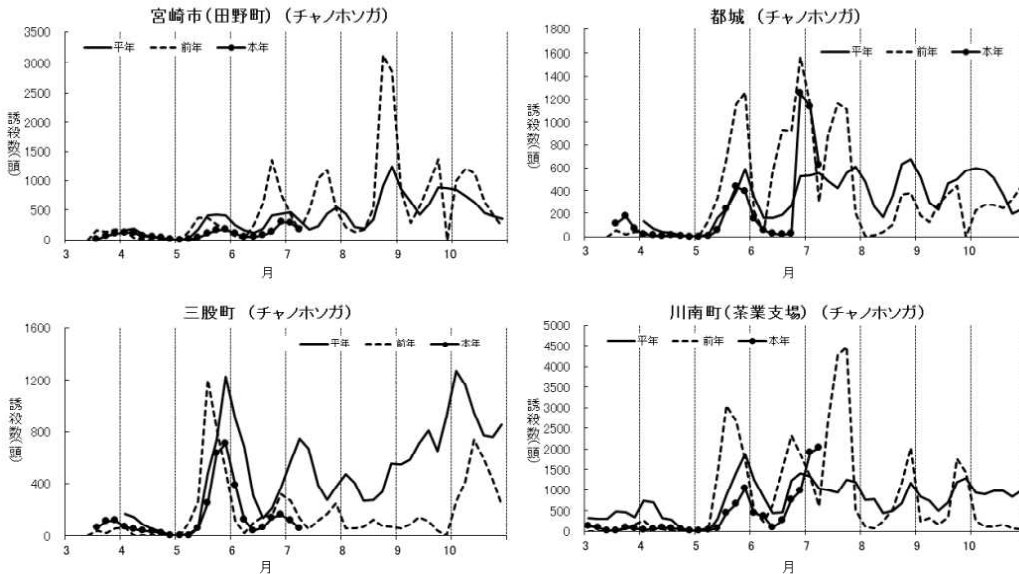 宮崎市(田野町) (チャノホソガ)
3500
3000
2500
2000
1500
1000
500
0
誘殺数(頭)
平年 前年 本年
3 4 5 6 7 8 9 10
月
都城 (チャノホソガ)
1800
1600
1400
1200
1000
800
600
400
200
0
誘殺数(頭)
平年 前年 本年
3 4 5 6 7 8 9 10
月
三股町 (チャノホソガ)
1600
1200
800
400
0
誘殺数(頭)
平年 前年 本年
3 4 5 6 7 8 9 10
月
川南町(茶業支場) (チャノホソガ)
5000
4500
4000
3500
3000
2500
2000
1500
1000
500
0
誘殺数(頭)
平年 前年 本年
3 4 5 6 7 8 9 10
月